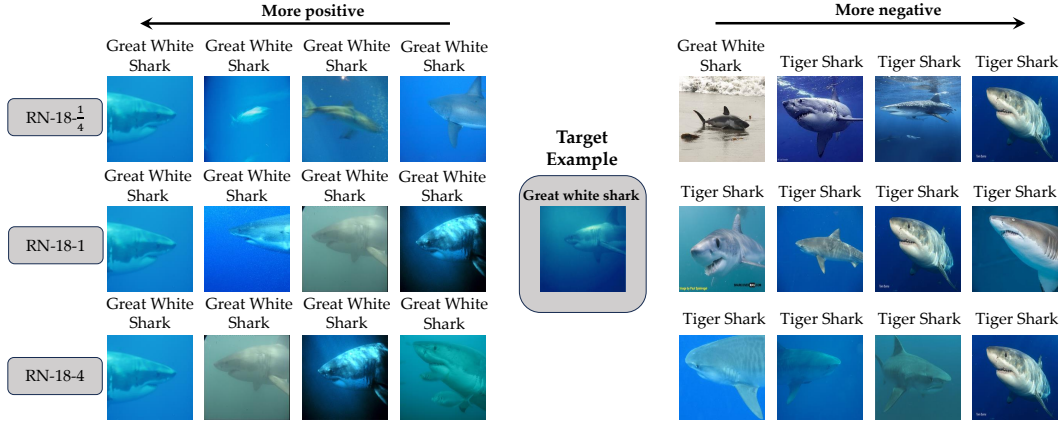 More positive
More negative
Great White
Shark
Great White
Shark
Great White
Shark
Great White
Shark
Great White
Shark
Tiger Shark
Tiger Shark
Tiger Shark
RN-18-1/4
Target
Example
Great white shark
Great White
Shark
Great White
Shark
Great White
Shark
Great White
Shark
Tiger Shark
Tiger Shark
Tiger Shark
Tiger Shark
RN-18-1
Great White
Shark
Great White
Shark
Great White
Shark
Great White
Shark
Tiger Shark
Tiger Shark
Tiger Shark
Tiger Shark
RN-18-4